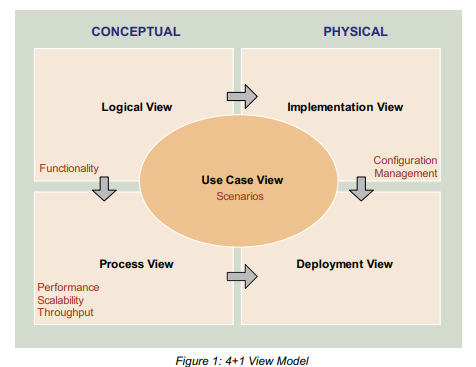 CONCEPTUAL
PHYSICAL
Logical View
Implementation View
Functionality
Configuration
Management
Use Case View
Scenarios
Process View
Deployment View
Performance
Scalability
Throughput
Figure 1: 4+1 View Model